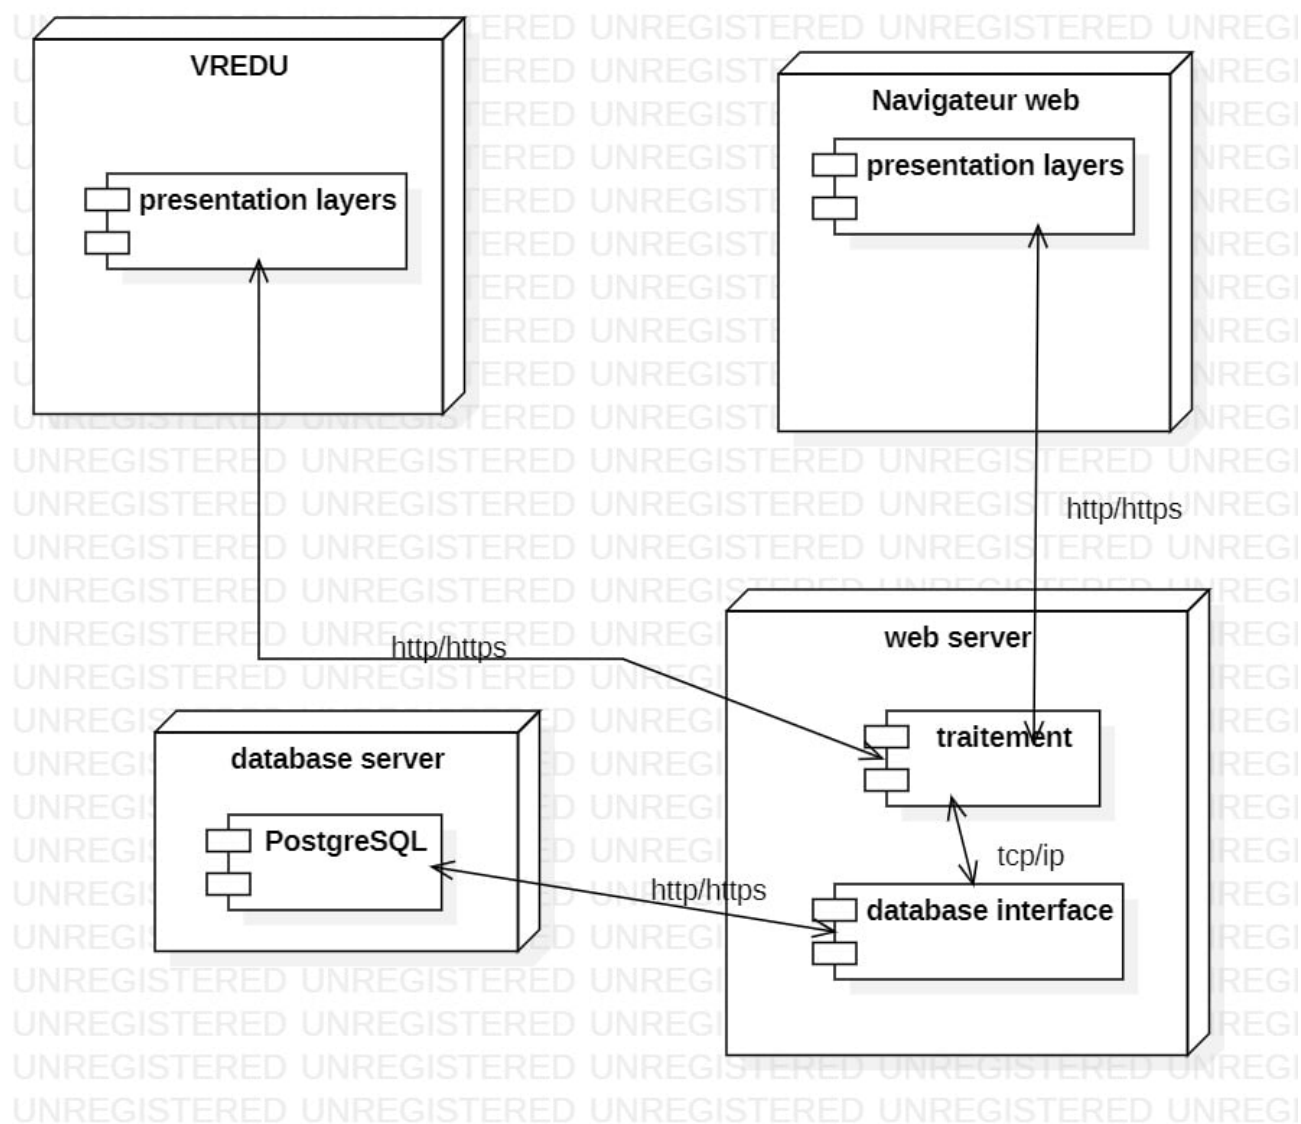 VREDU
presentation layers
Navigateur web
presentation layers
http/https
http/https
web server
traitement
tcp/ip
database interface
database server
PostgreSQL
http/https
UNREGISTERED